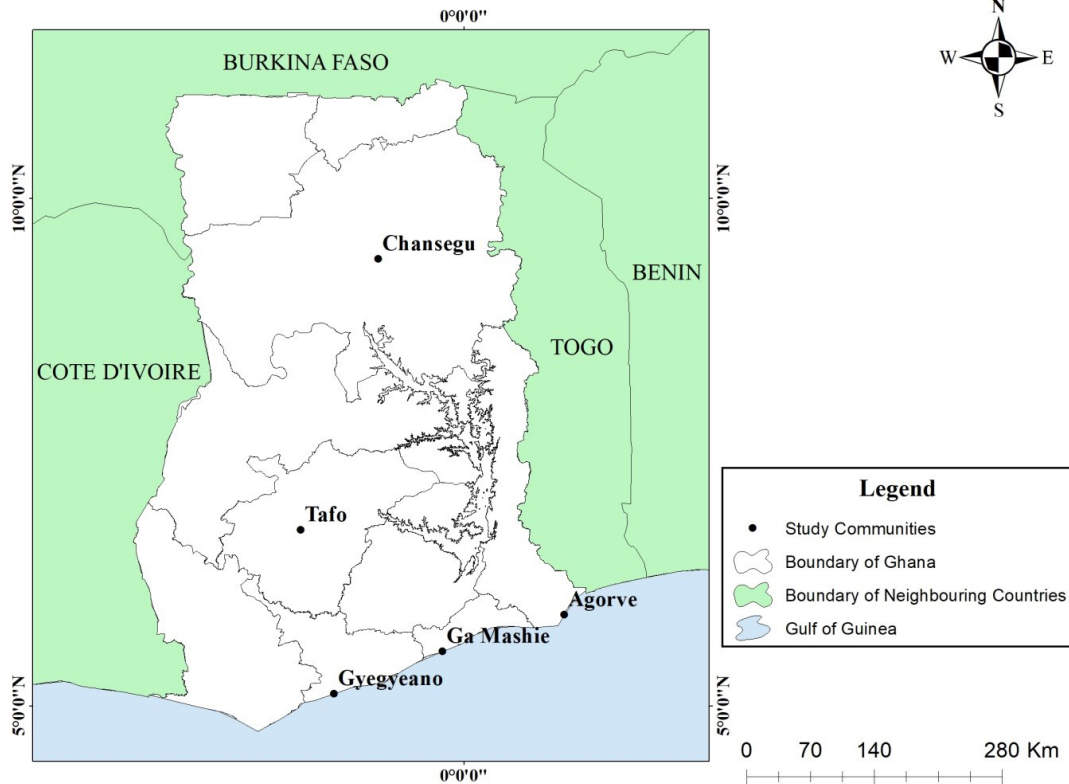 0°0'0"
N
W
E
S
BURKINA FASO
10°0'0"N
10°0'0"N
Chansegu
BENIN
TOGO
COTE D'IVOIRE
Tafo
Agorve
Ga Mashie
Gyegyeano
5°0'0"N
5°0'0"N
0°0'0"
Legend
Study Communities
Boundary of Ghana
Boundary of Neighbouring Countries
Gulf of Guinea
0 70 140 280 Km